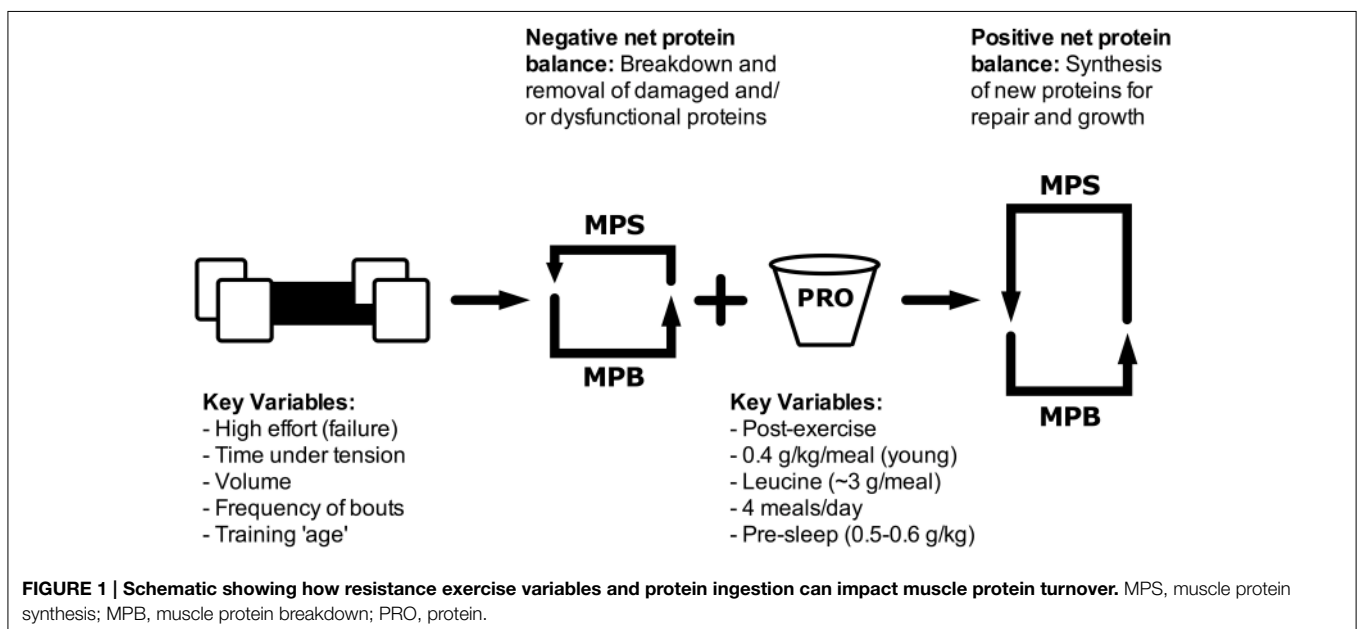 Negative net protein
balance: Breakdown and
removal of damaged and/
or dysfunctional proteins
Positive net protein
balance: Synthesis
of new proteins for
repair and growth
MPS
MPB
PRO
MPS
MPB
Key Variables:
- High effort (failure)
- Time under tension
- Volume
- Frequency of bouts
- Training 'age'
Key Variables:
- Post-exercise
- 0.4 g/kg/meal (young)
- Leucine (~3 g/meal)
- 4 meals/day
- Pre-sleep (0.5-0.6 g/kg)
FIGURE 1 | Schematic showing how resistance exercise variables and protein ingestion can impact muscle protein turnover. MPS, muscle protein
synthesis; MPB, muscle protein breakdown; PRO, protein.